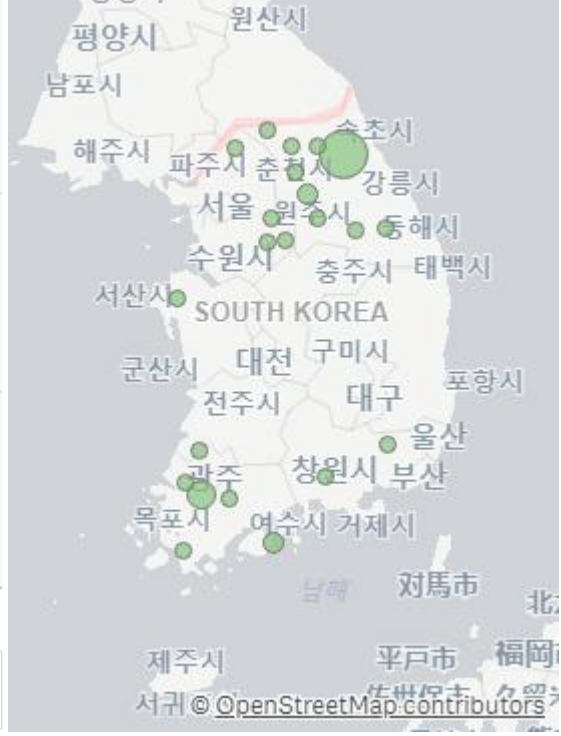 원산시
평양시
남포시
속초시
해주시
파주시
춘천시
강릉시
서울
원주시
동해시
수원시
충주시
태백시
서산시
SOUTH KOREA
대전
구미시
군산시
포항시
전주시
대구
울산
광주
창원시
부산
목포시
여수시
거제시
남해
対馬市
제주시
平戸市
서귀
© OpenStreetMap contributors